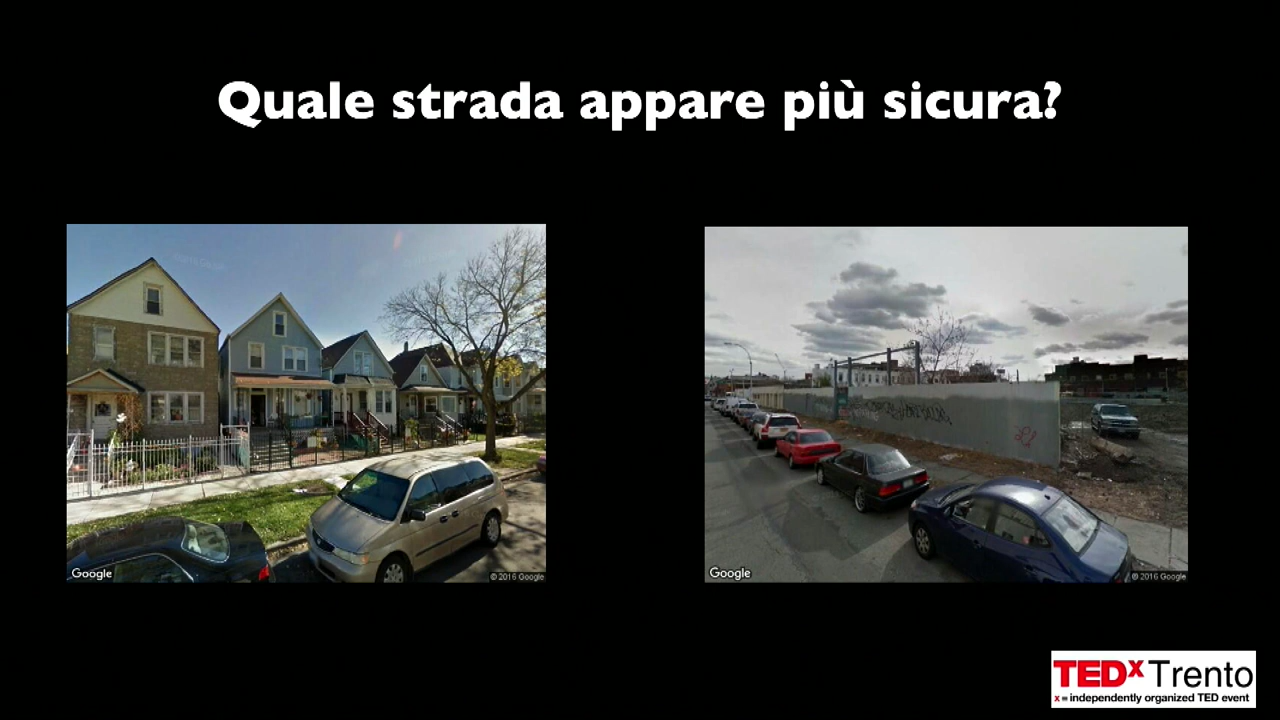 Quale strada appare più sicura?
Google
© 2016 Google
Google
© 2016 Google
TEDx Trento
x = independently organized TED event